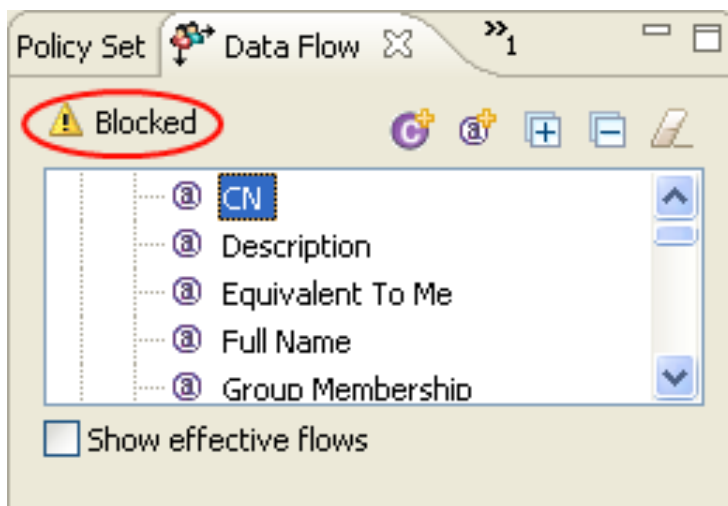 Policy Set Data Flow »1
Blocked
CN
Description
Equivalent To Me
Full Name
Group Membership
Show effective flows